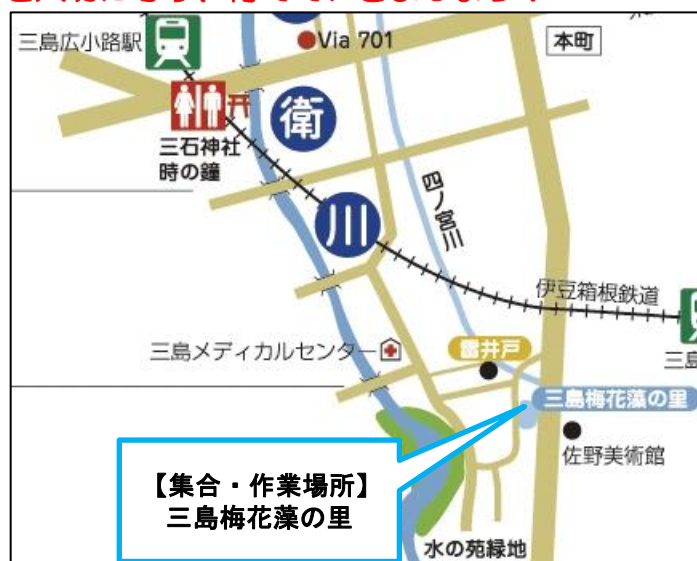 三島広小路駅
Via 701
本町
衛
三石神社
時の鐘
川
四ノ宮川
伊豆箱根鉄道
三島メディカルセンター
雷井戸
三島
三島梅花藻の里
佐野美術館
【集合・作業場所】
三島梅花藻の里
水の苑緑地